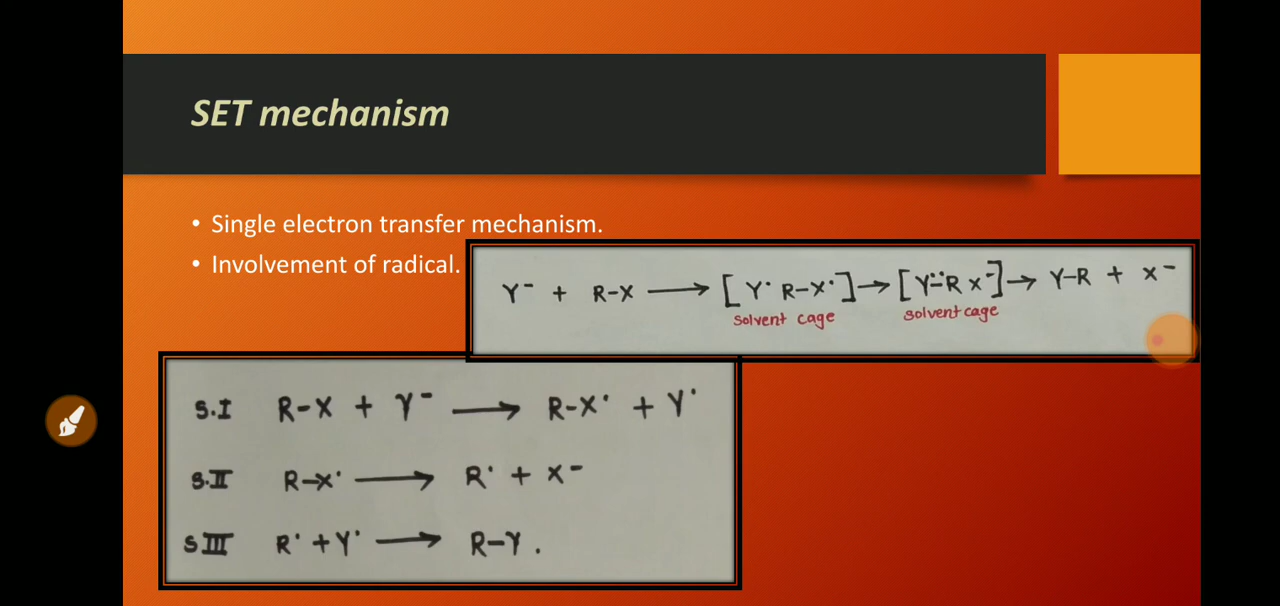 SET mechanism
• Single electron transfer mechanism.
• Involvement of radical.
Y⁻ + R-X ⟶ [Y· R-X·]→[Y··R X⁻]→ Y-R + X⁻
solvent cage solvent cage
S.I R-X + Y⁻ ⟶ R-X· + Y·
S.II R-X· ⟶ R· + X⁻
S III R· + Y· ⟶ R-Y.